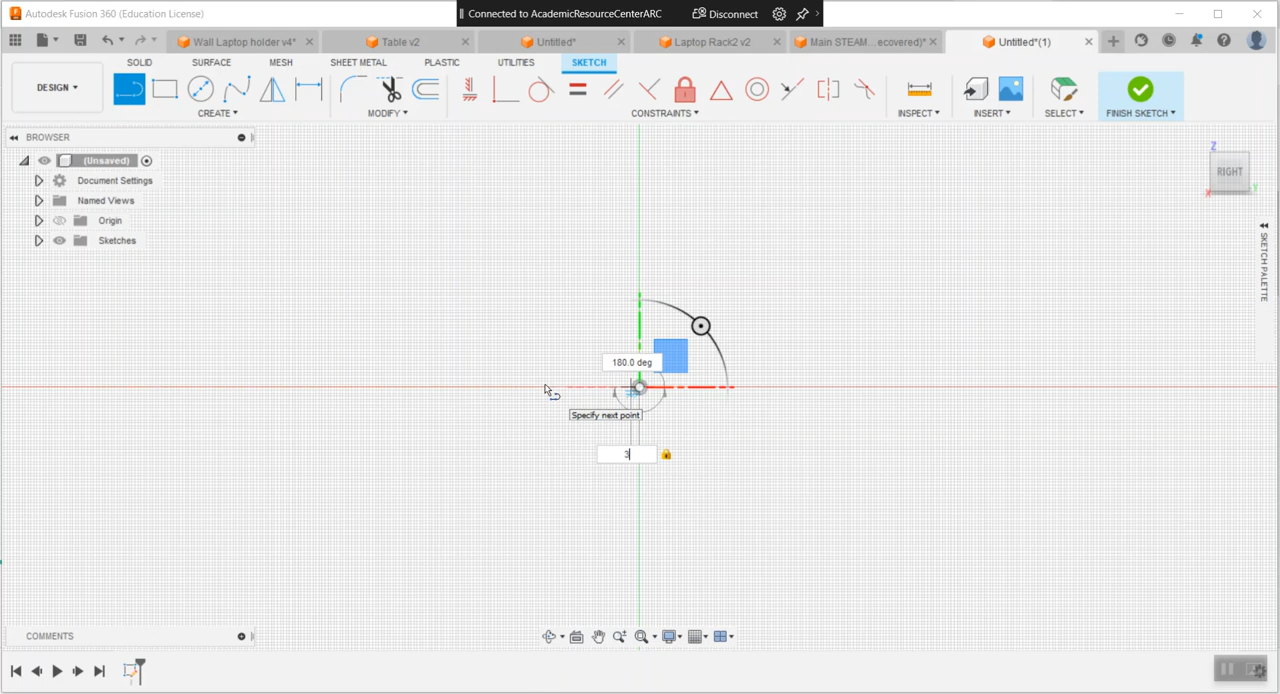 Autodesk Fusion 360 (Education License)
Connected to AcademicResourceCenterARC
Disconnect
Wall Laptop holder v4*
Table v2
Untitled*
Laptop Rack2 v2
Main STEAM...ecovered)*
Untitled*(1)
SOLID
SURFACE
MESH
SHEET METAL
PLASTIC
UTILITIES
SKETCH
DESIGN
CREATE
MODIFY
CONSTRAINTS
INSPECT
INSERT
SELECT
FINISH SKETCH
BROWSER
(Unsaved)
Document Settings
Named Views
Origin
Sketches
Z
RIGHT
X
Y
SKETCH PALETTE
180.0 deg
Specify next point
3
COMMENTS